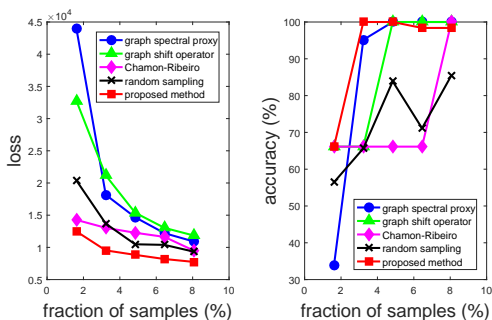 ×10⁴
4.5
4
3.5
3
2.5
2
1.5
1
0.5
0 2 4 6 8 10
loss
fraction of samples (%)
graph spectral proxy
graph shift operator
Chamon-Ribeiro
random sampling
proposed method
100
90
80
70
60
50
40
30
0 2 4 6 8 10
accuracy (%)
fraction of samples (%)
graph spectral proxy
graph shift operator
Chamon-Ribeiro
random sampling
proposed method